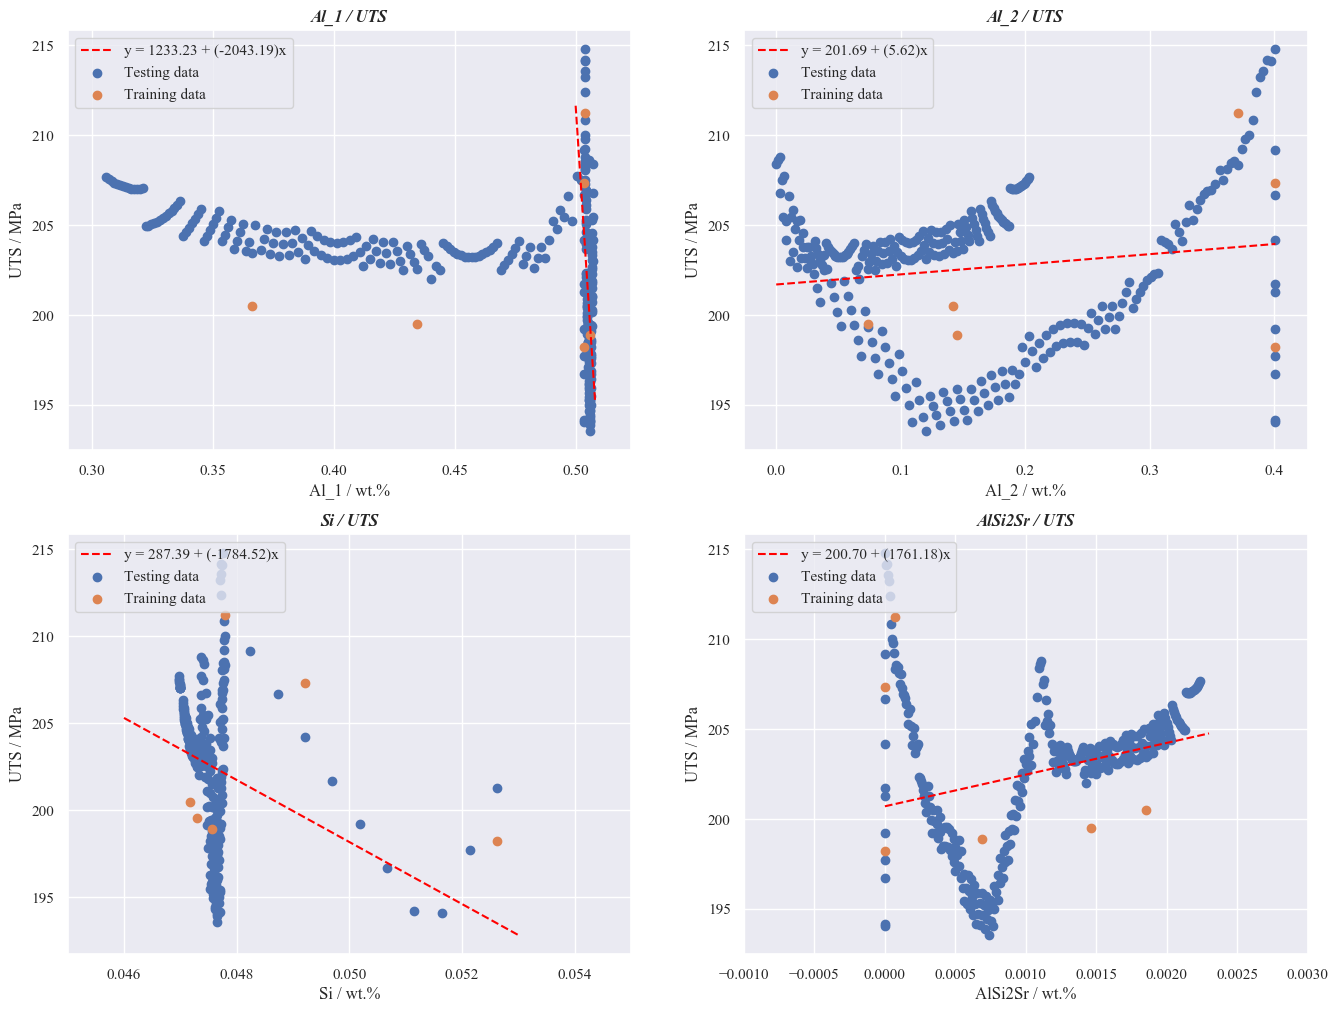 Al_1 / UTS
y = 1233.23 + (-2043.19)x
Testing data
Training data
215
210
205
200
195
UTS / MPa
0.30 0.35 0.40 0.45 0.50
Al_1 / wt.%
Al_2 / UTS
y = 201.69 + (5.62)x
Testing data
Training data
215
210
205
200
195
UTS / MPa
0.0 0.1 0.2 0.3 0.4
Al_2 / wt.%
Si / UTS
y = 287.39 + (-1784.52)x
Testing data
Training data
215
210
205
200
195
UTS / MPa
0.046 0.048 0.050 0.052 0.054
Si / wt.%
AlSi2Sr / UTS
y = 200.70 + (1761.18)x
Testing data
Training data
215
210
205
200
195
UTS / MPa
−0.0010 −0.0005 0.0000 0.0005 0.0010 0.0015 0.0020 0.0025 0.0030
AlSi2Sr / wt.%